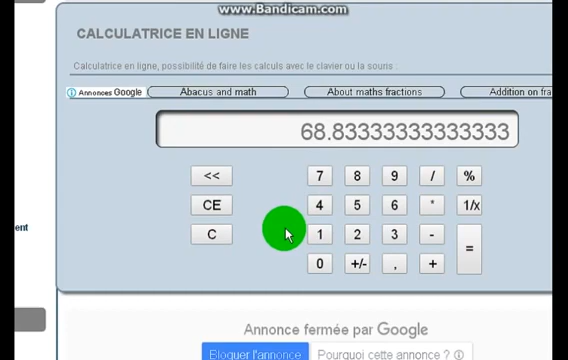 www.Bandicam.com
CALCULATRICE EN LIGNE
Calculatrice en ligne, possibilité de faire les calculs avec le clavier ou la souris .
Annonces Google Abacus and math About maths fractions Addition on fra
68.83333333333333
<< 7 8 9 / %
CE 4 5 6 * 1/x
C 1 2 3 - =
0 +/- , +
ent
Annonce fermée par Google
Bloquer l'annonce Pourquoi cette annonce ?